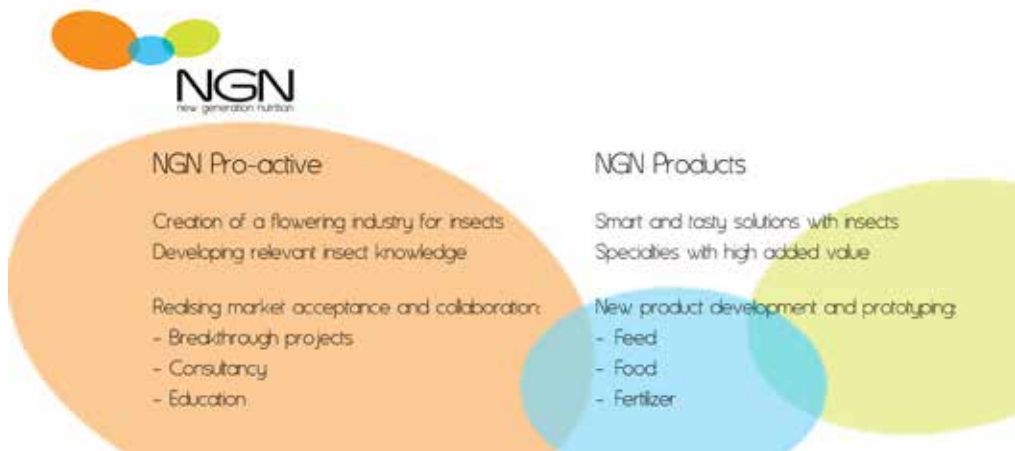 NGN
new generation nutrition
NGN Pro-active
Creation of a flowering industry for insects
Developing relevant insect knowledge
Realising market acceptance and collaboration:
- Breakthrough projects
- Consultancy
- Education
NGN Products
Smart and tasty solutions with insects
Specialties with high added value
New product development and prototyping:
- Feed
- Food
- Fertilizer